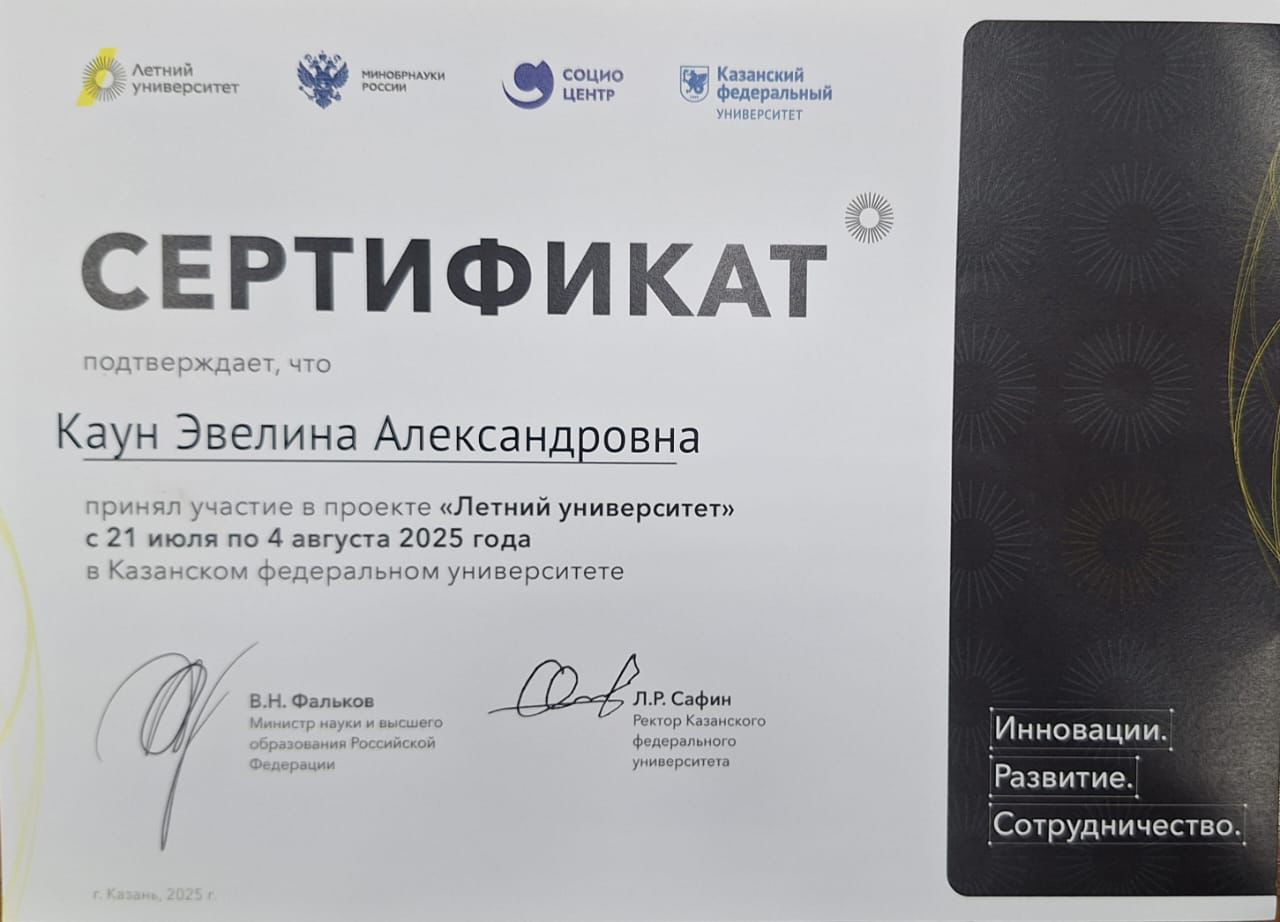 Летний
университет
МИНОБРНАУКИ
РОССИИ
СОЦИО
ЦЕНТР
Казанский
федеральный
УНИВЕРСИТЕТ
СЕРТИФИКАТ
подтверждает, что
Каун Эвелина Александровна
принял участие в проекте «Летний университет»
с 21 июля по 4 августа 2025 года
в Казанском федеральном университете
В.Н. Фальков
Министр науки и высшего
образования Российской
Федерации
Л.Р. Сафин
Ректор Казанского
федерального
университета
г. Казань, 2025 г.
Инновации.
Развитие.
Сотрудничество.